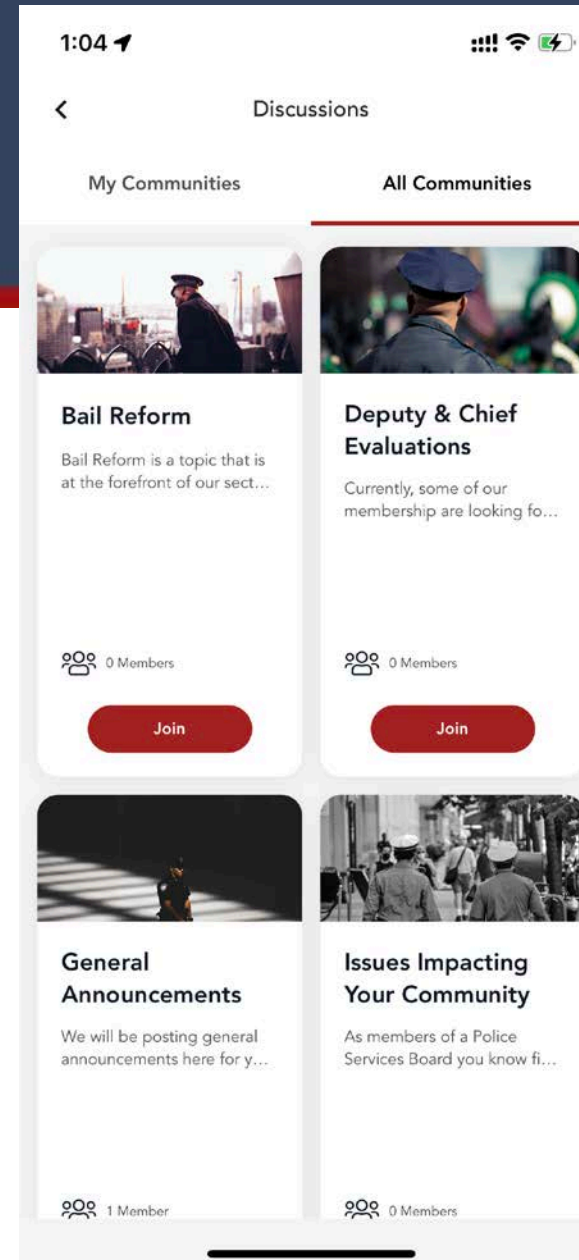 1:04
Discussions
My Communities
All Communities
Bail Reform
Bail Reform is a topic that is
at the forefront of our sect...
0 Members
Join
Deputy & Chief
Evaluations
Currently, some of our
membership are looking fo...
0 Members
Join
General
Announcements
We will be posting general
announcements here for y...
1 Member
Issues Impacting
Your Community
As members of a Police
Services Board you know fi...
0 Members